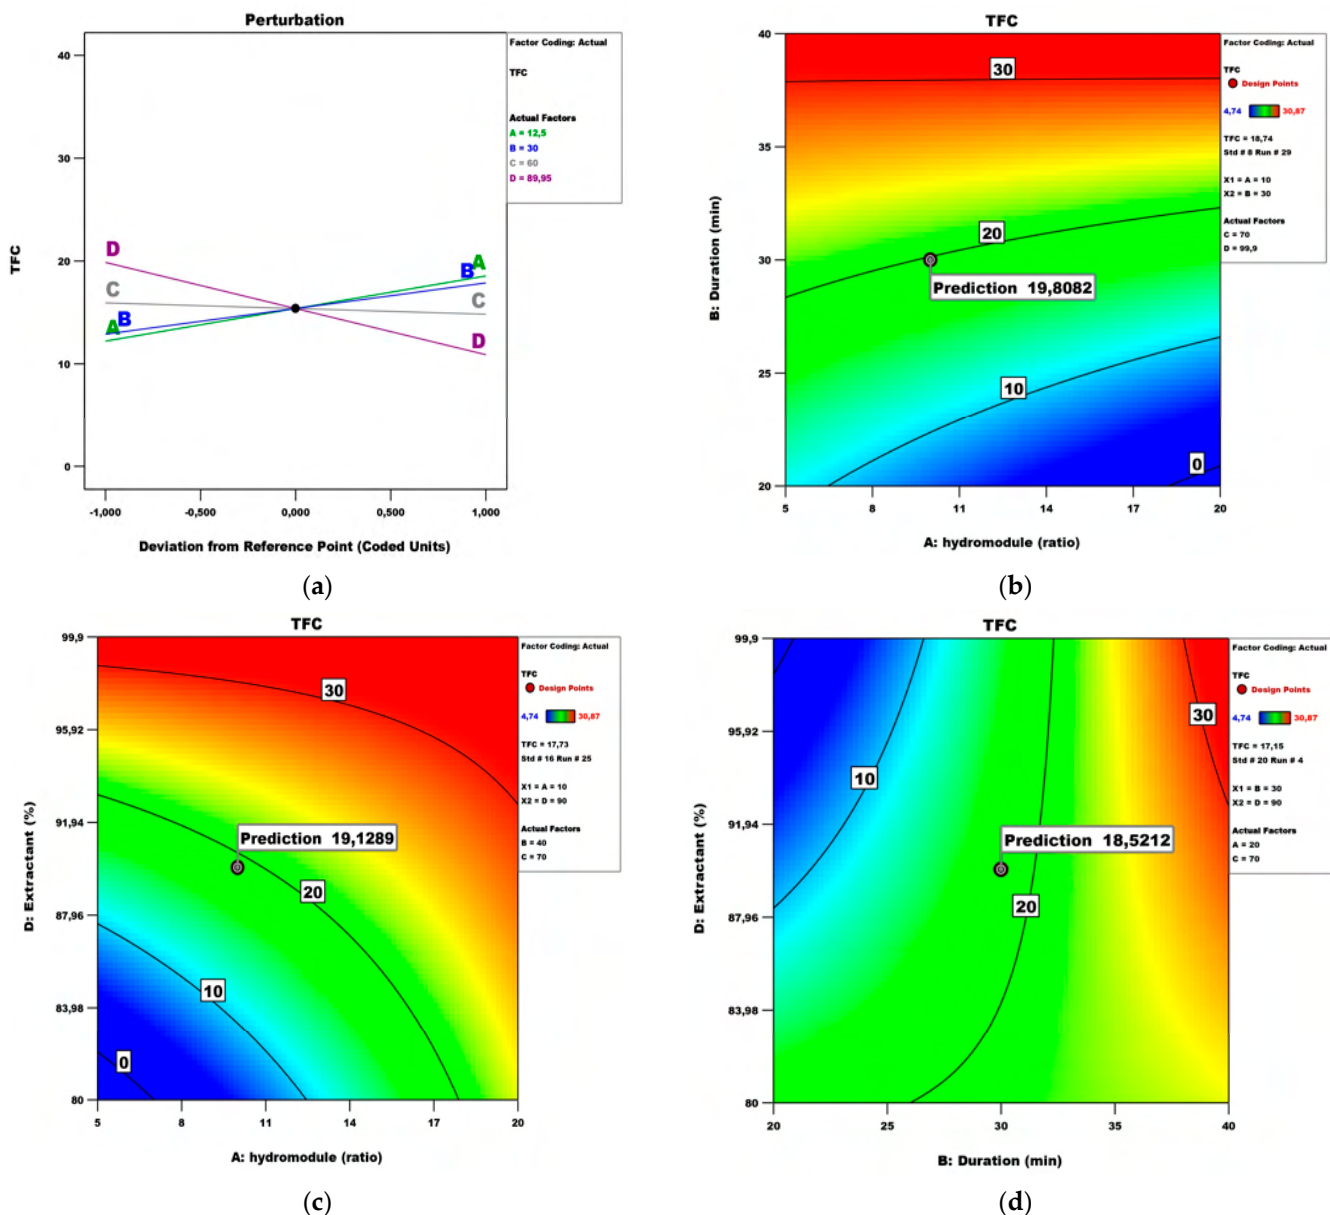 Perturbation
Factor Coding: Actual
TFC
Actual Factors
A = 12,5
B = 30
C = 60
D = 89,95
TFC
40
30
20
10
0
D
C
B
A
A
B
C
D
-1,000
-0,500
0,000
0,500
1,000
Deviation from Reference Point (Coded Units)
(a)
TFC
Factor Coding: Actual
TFC
Design Points
4,74
30,87
TFC = 18,74
Std # 8 Run # 29
X1 = A = 10
X2 = B = 30
Actual Factors
C = 70
D = 99,9
B: Duration (min)
40
35
30
25
20
30
20
Prediction 19,8082
10
0
5
8
11
14
17
20
A: hydromodule (ratio)
(b)
TFC
Factor Coding: Actual
TFC
Design Points
4,74
30,87
TFC = 17,73
Std # 16 Run # 25
X1 = A = 10
X2 = D = 90
Actual Factors
B = 40
C = 70
D: Extractant (%)
99,9
95,92
91,94
87,96
83,98
80
30
Prediction 19,1289
20
10
0
5
8
11
14
17
20
A: hydromodule (ratio)
(c)
TFC
Factor Coding: Actual
TFC
Design Points
4,74
30,87
TFC = 17,15
Std # 20 Run # 4
X1 = B = 30
X2 = D = 90
Actual Factors
A = 20
C = 70
D: Extractant (%)
99,9
95,92
91,94
87,96
83,98
80
30
10
Prediction 18,5212
20
20
25
30
35
40
B: Duration (min)
(d)